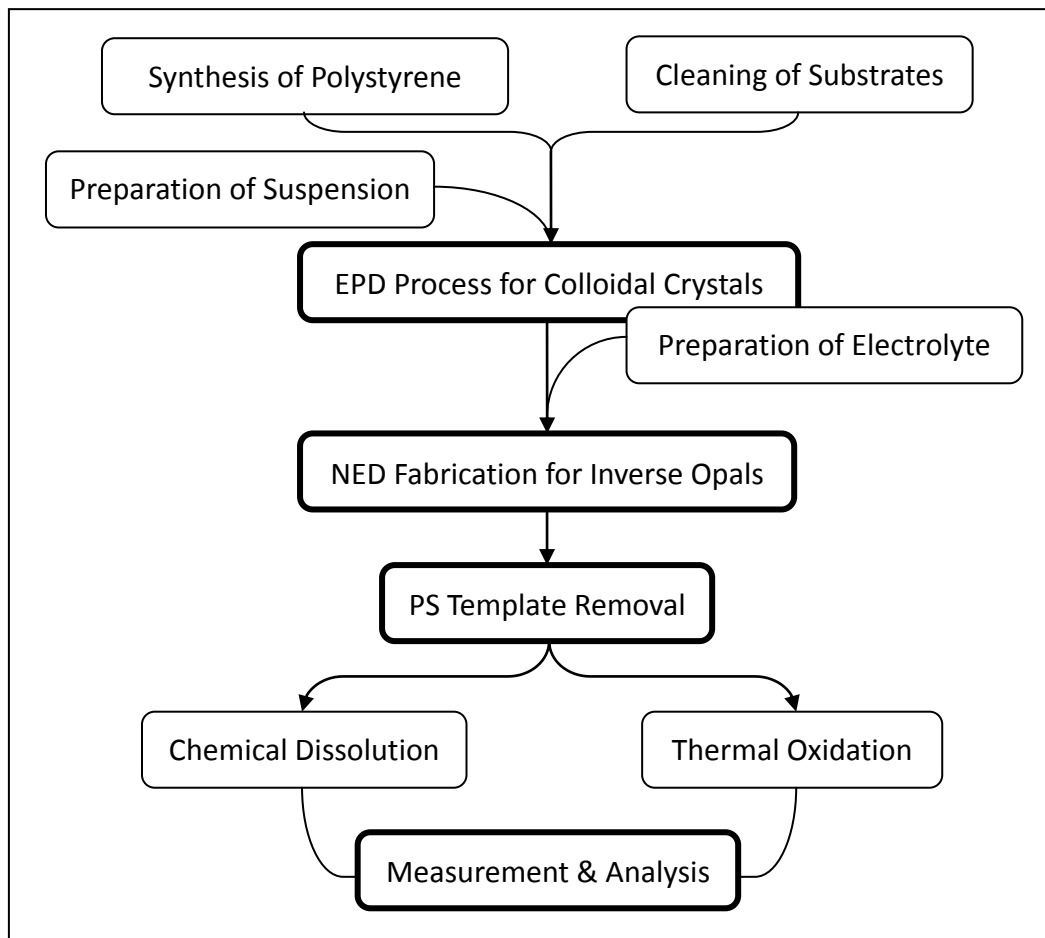 Synthesis of Polystyrene
Cleaning of Substrates
Preparation of Suspension
EPD Process for Colloidal Crystals
Preparation of Electrolyte
NED Fabrication for Inverse Opals
PS Template Removal
Chemical Dissolution
Thermal Oxidation
Measurement & Analysis